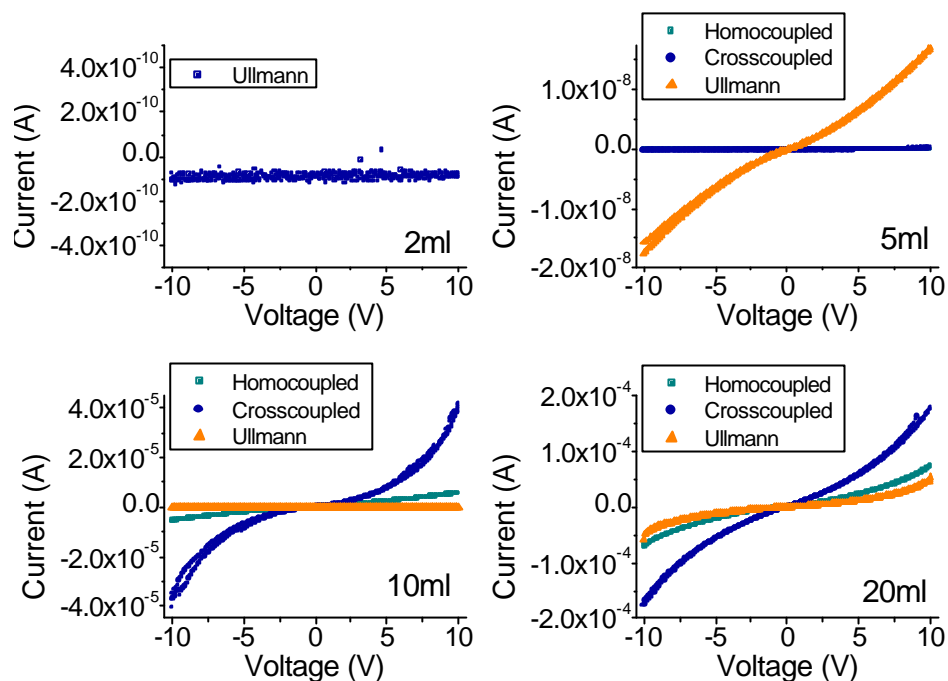 Ullmann
4.0x10⁻¹⁰
2.0x10⁻¹⁰
0.0
-2.0x10⁻¹⁰
-4.0x10⁻¹⁰
Current (A)
2ml
-10 -5 0 5 10
Voltage (V)
Homocoupled
Crosscoupled
Ullmann
1.0x10⁻⁸
0.0
-1.0x10⁻⁸
-2.0x10⁻⁸
Current (A)
5ml
-10 -5 0 5 10
Voltage (V)
Homocoupled
Crosscoupled
Ullmann
4.0x10⁻⁵
2.0x10⁻⁵
0.0
-2.0x10⁻⁵
-4.0x10⁻⁵
Current (A)
10ml
-10 -5 0 5 10
Voltage (V)
Homocoupled
Crosscoupled
Ullmann
2.0x10⁻⁴
1.0x10⁻⁴
0.0
-1.0x10⁻⁴
-2.0x10⁻⁴
Current (A)
20ml
-10 -5 0 5 10
Voltage (V)